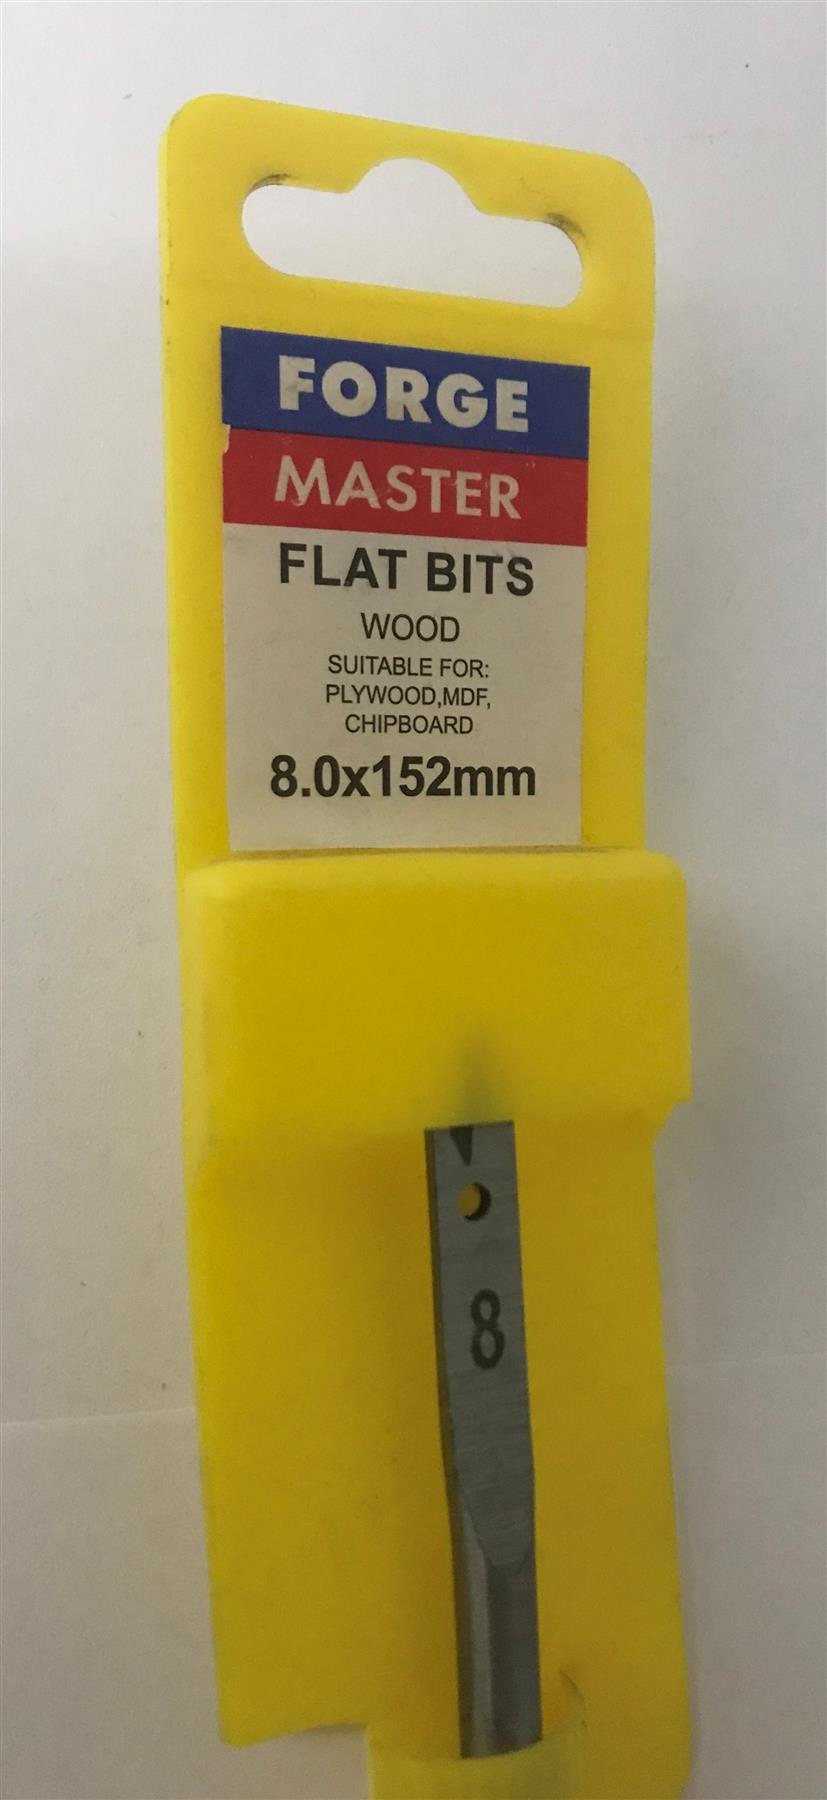 FORGE
MASTER
FLAT BITS
WOOD
SUITABLE FOR:
PLYWOOD,MDF,
CHIPBOARD
8.0x152mm
8